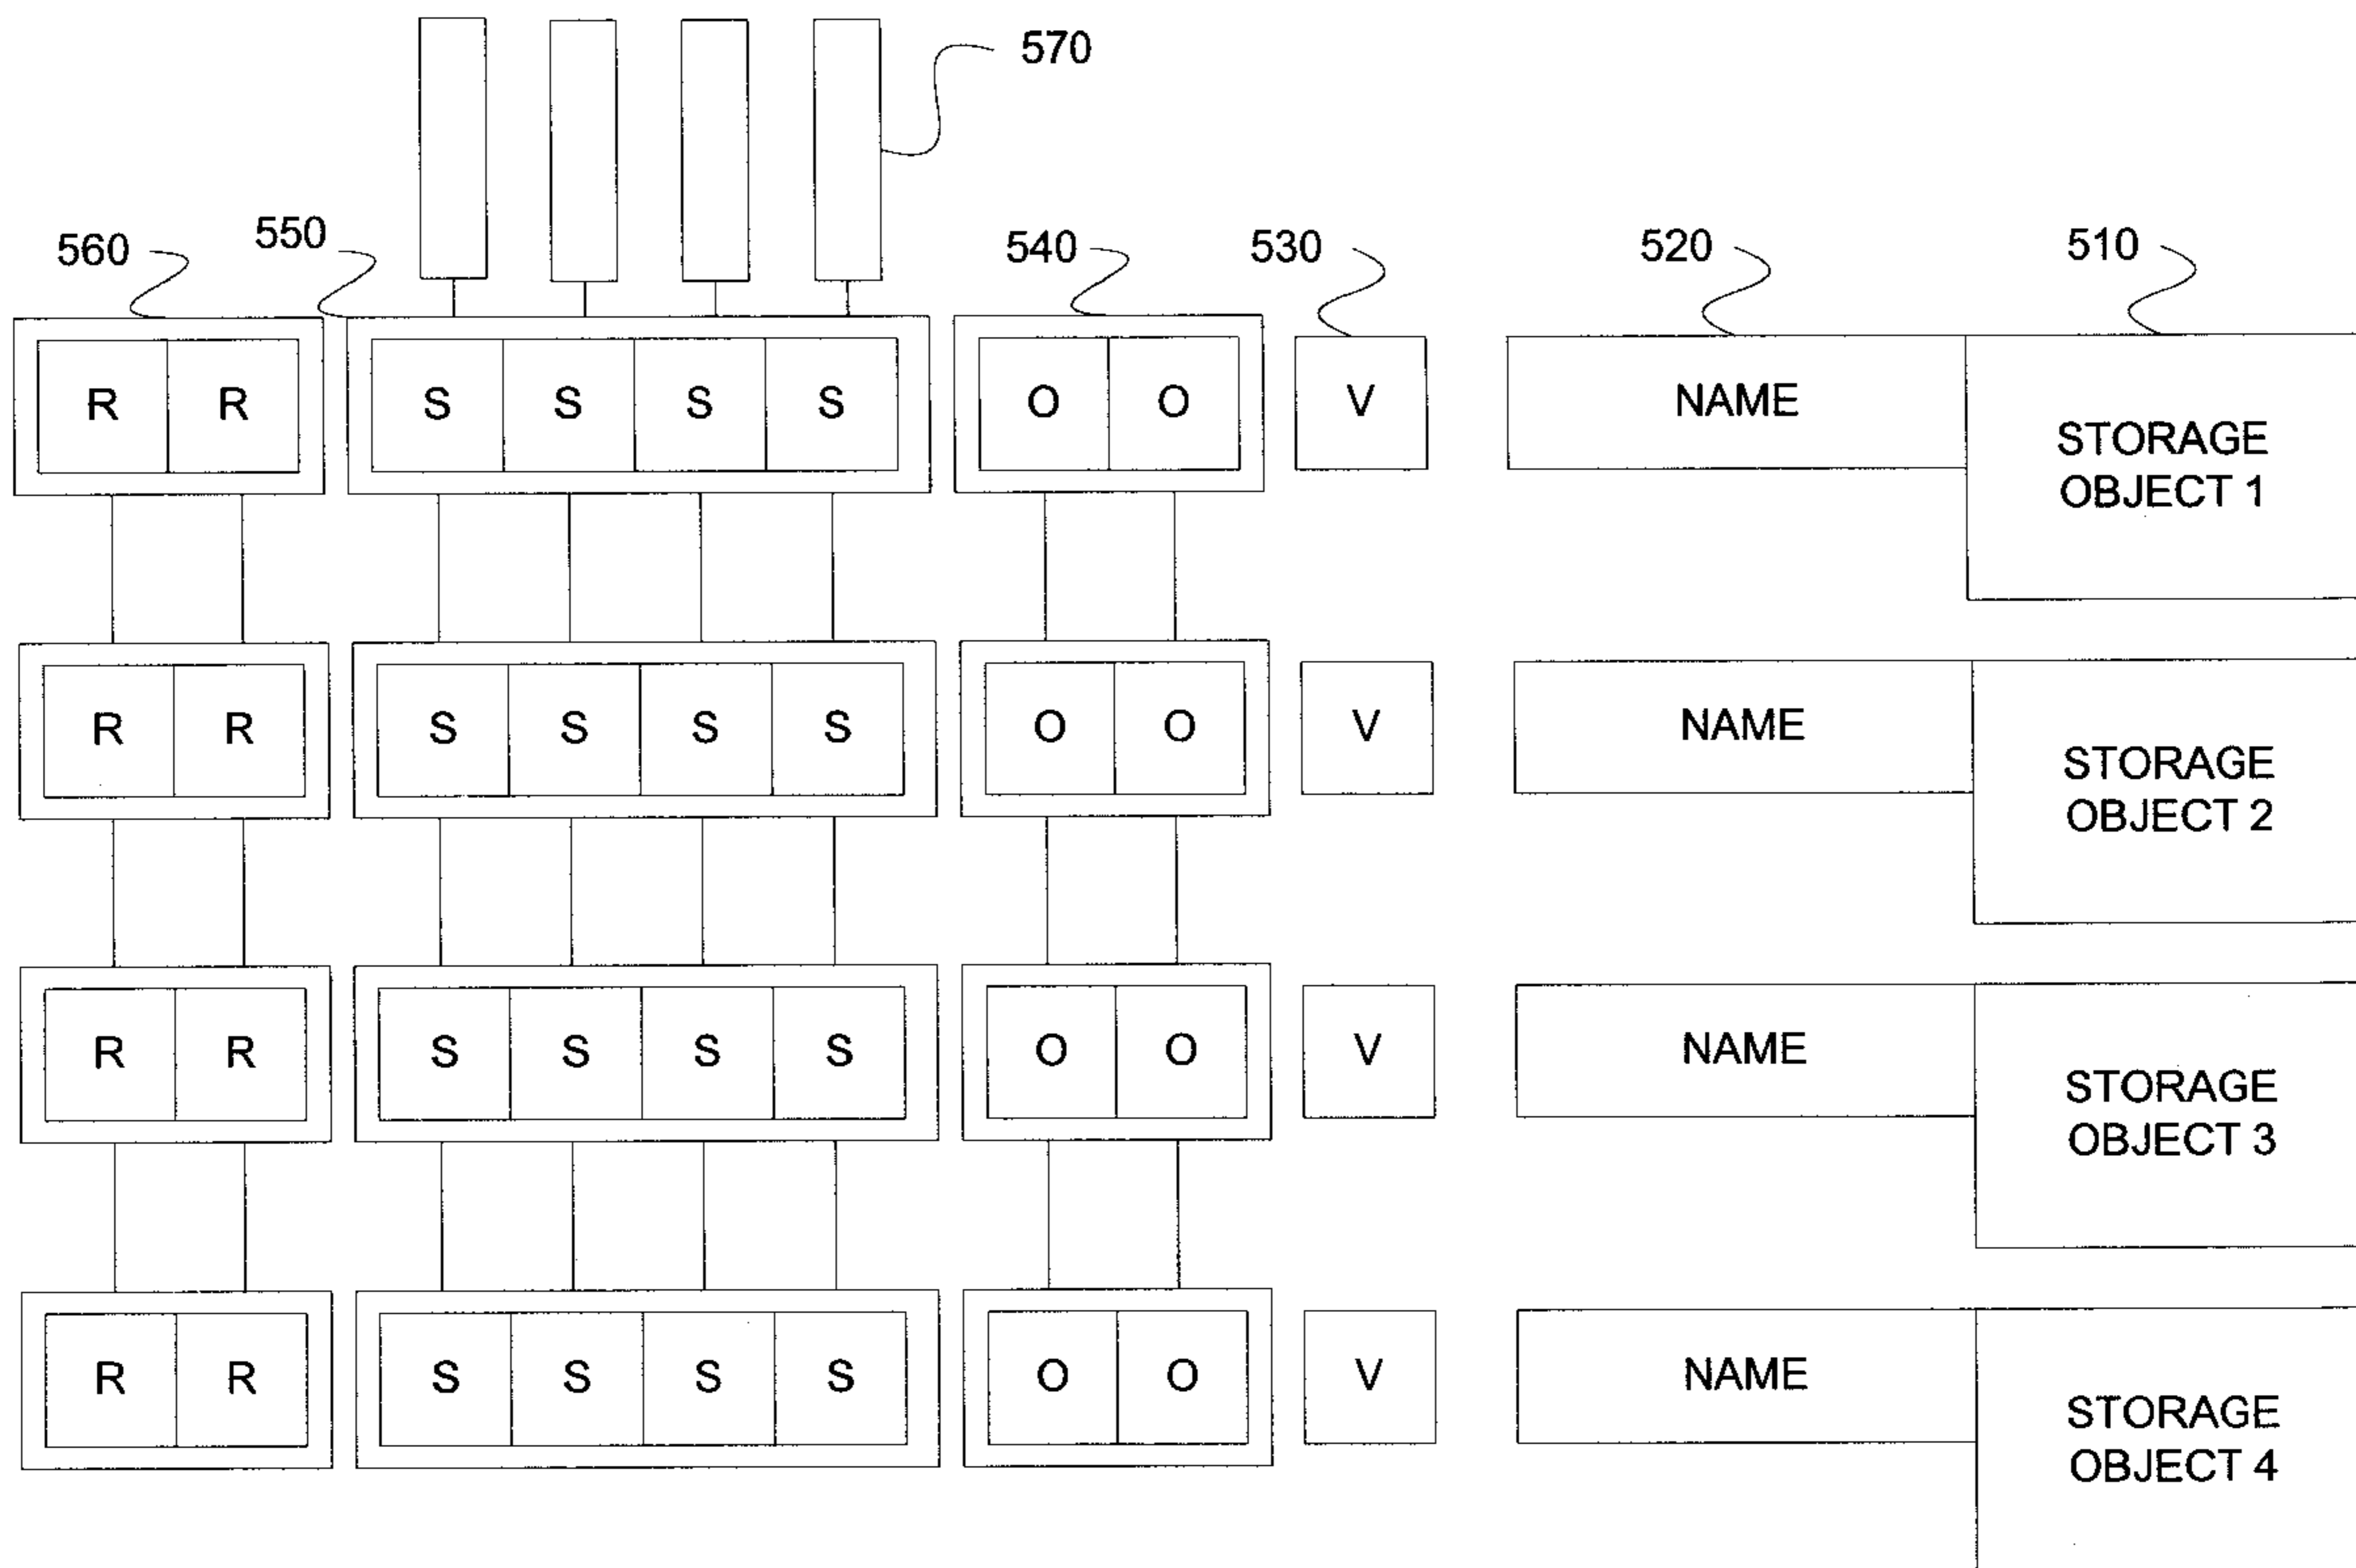 570
560 550 540 530 520 510
R R S S S S O O V NAME STORAGE
OBJECT 1
R R S S S S O O V NAME STORAGE
OBJECT 2
R R S S S S O O V NAME STORAGE
OBJECT 3
R R S S S S O O V NAME STORAGE
OBJECT 4